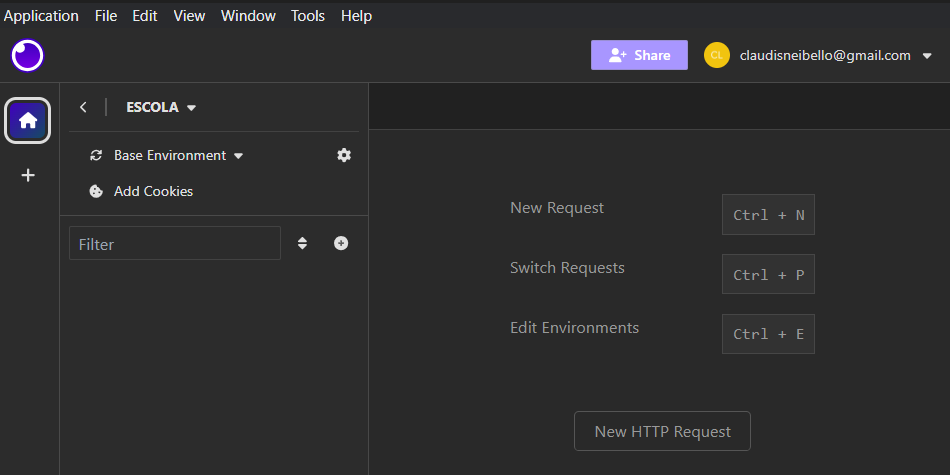 Application File Edit View Window Tools Help
Share CL claudisneibello@gmail.com
ESCOLA
Base Environment
Add Cookies
Filter
New Request Ctrl + N
Switch Requests Ctrl + P
Edit Environments Ctrl + E
New HTTP Request